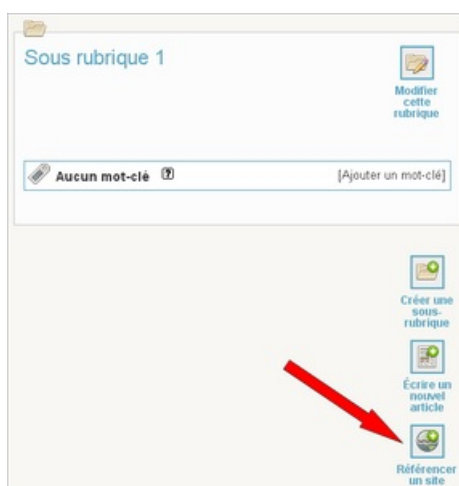 Sous rubrique 1
Modifier
cette
rubrique
Aucun mot-clé ?
[Ajouter un mot-clé]
Créer une
sous-
rubrique
Écrire un
nouvel
article
Référencer
un site